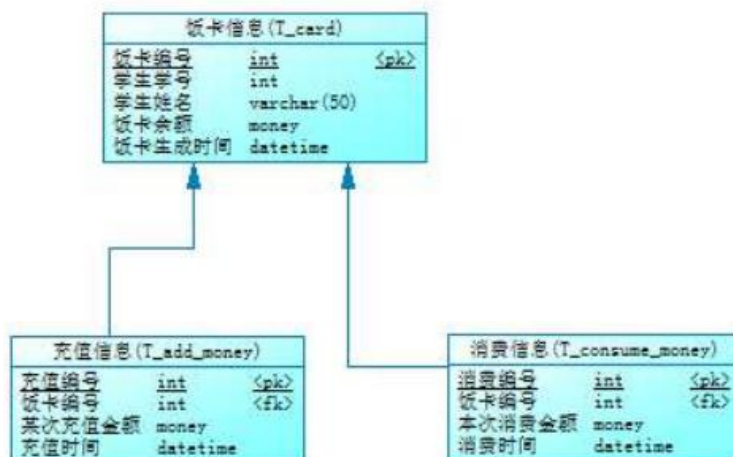 饭卡信息(T_card)
饭卡编号 int <pk>
学生学号 int
学生姓名 varchar(50)
饭卡余额 money
饭卡生成时间 datetime
充值信息(T_add_money)
充值编号 int <pk>
饭卡编号 int <fk>
某次充值金额 money
充值时间 datetime
消费信息(T_consume_money)
消费编号 int <pk>
饭卡编号 int <fk>
本次消费金额 money
消费时间 datetime